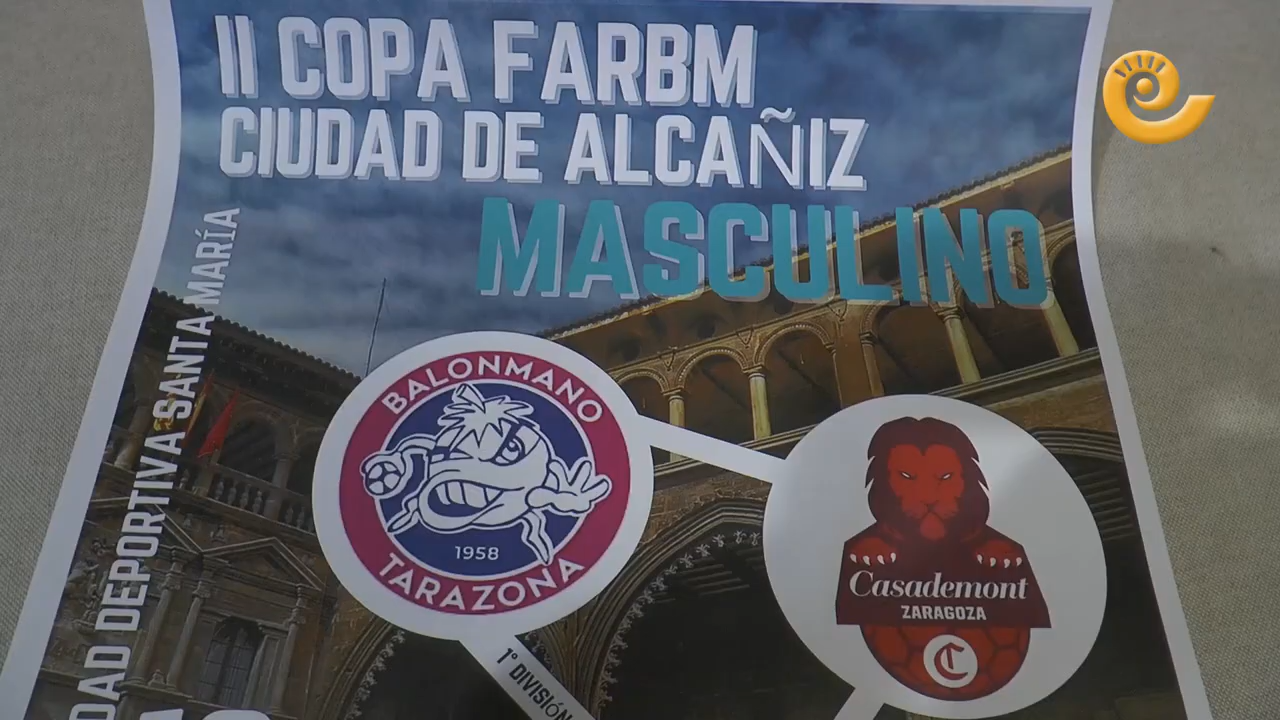 II COPA FARBM
CIUDAD DE ALCAÑIZ
MASCULINO
DAD DEPORTIVA SANTA MARÍA
BALONMANO
1958
TARAZONA
Casademont
ZARAGOZA
1ª DIVISIÓN